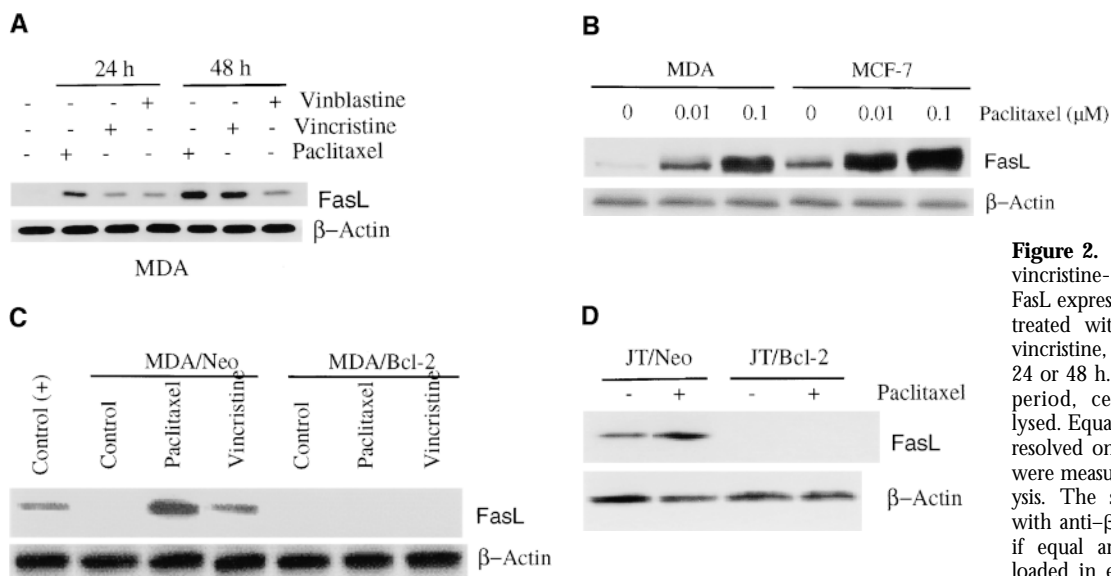 A
24 h 48 h
- - - + - - + Vinblastine
- - + - - + - Vincristine
- + - - + - - Paclitaxel
FasL
β–Actin
MDA
B
MDA MCF-7
0 0.01 0.1 0 0.01 0.1 Paclitaxel (μM)
FasL
β–Actin
C
MDA/Neo MDA/Bcl-2
Control (+) Control Paclitaxel Vincristine Control Paclitaxel Vincristine
FasL
β–Actin
D
JT/Neo JT/Bcl-2
- + - + Paclitaxel
FasL
β–Actin
Figure 2.
vincristine-
FasL expres
treated wit
vincristine,
24 or 48 h.
period, ce
lysed. Equa
resolved on
were measu
ysis. The s
with anti–β
if equal an
loaded in e